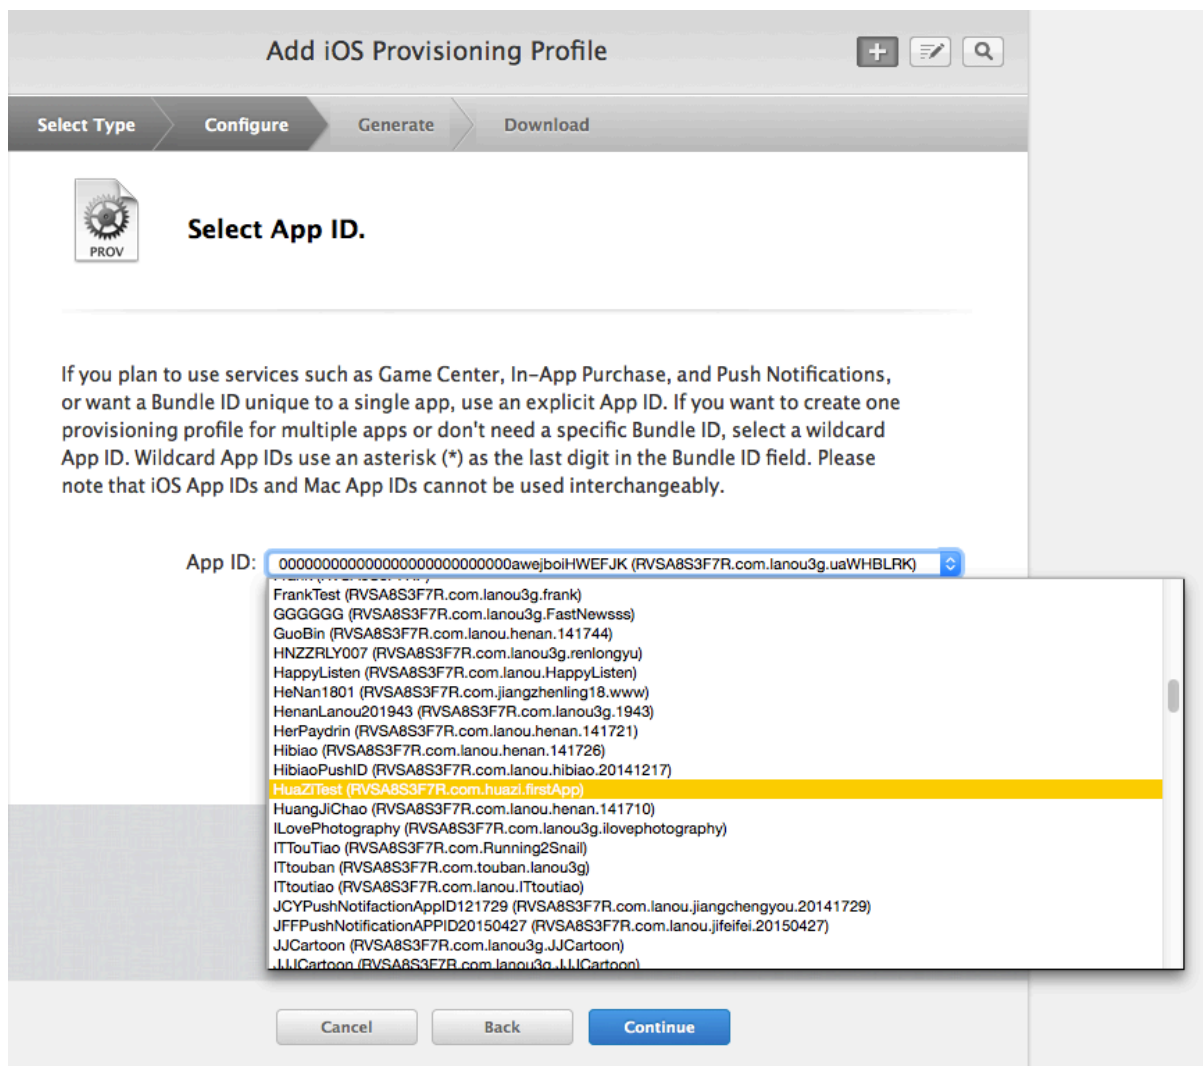 Add iOS Provisioning Profile
Select Type Configure Generate Download
PROV
Select App ID.
If you plan to use services such as Game Center, In-App Purchase, and Push Notifications,
or want a Bundle ID unique to a single app, use an explicit App ID. If you want to create one
provisioning profile for multiple apps or don't need a specific Bundle ID, select a wildcard
App ID. Wildcard App IDs use an asterisk (*) as the last digit in the Bundle ID field. Please
note that iOS App IDs and Mac App IDs cannot be used interchangeably.
App ID: (RVSA8S3F7R.com.lanou3g.uaWHBLRK)
FrankTest (RVSA8S3F7R.com.lanou3g.frank)
GGGGGG (RVSA8S3F7R.com.lanou3g.FastNewsss)
GuoBin (RVSA8S3F7R.com.lanou.henan.141744)
HNZZRLY007 (RVSA8S3F7R.com.lanou3g.renlongyu)
HappyListen (RVSA8S3F7R.com.lanou.HappyListen)
HeNan1801 (RVSA8S3F7R.com.jiangzhenling18.www)
HenanLanou201943 (RVSA8S3F7R.com.lanou3g.1943)
HerPaydrin (RVSA8S3F7R.com.lanou.henan.141721)
Hibiao (RVSA8S3F7R.com.lanou.henan.141726)
HibiaoPushID (RVSA8S3F7R.com.lanou.hibiao.20141217)
HuaZiTest (RVSA8S3F7R.com.huazi.firstApp)
HuangJiChao (RVSA8S3F7R.com.lanou.henan.141710)
ILovePhotography (RVSA8S3F7R.com.lanou3g.ilovephotography)
ITTouTiao (RVSA8S3F7R.com.Running2Snail)
ITtouban (RVSA8S3F7R.com.touban.lanou3g)
ITtoutiao (RVSA8S3F7R.com.lanou.ITtoutiao)
JCYPushNotifactionAppID121729 (RVSA8S3F7R.com.lanou.jiangchengyou.20141729)
JFFPushNotificationAPPID20150427 (RVSA8S3F7R.com.lanou.jifeifei.20150427)
JJCartoon (RVSA8S3F7R.com.lanou3g.JJCartoon)
JJJCartoon (RVSA8S3F7R.com.lanou3g.JJJCartoon)
Cancel Back Continue